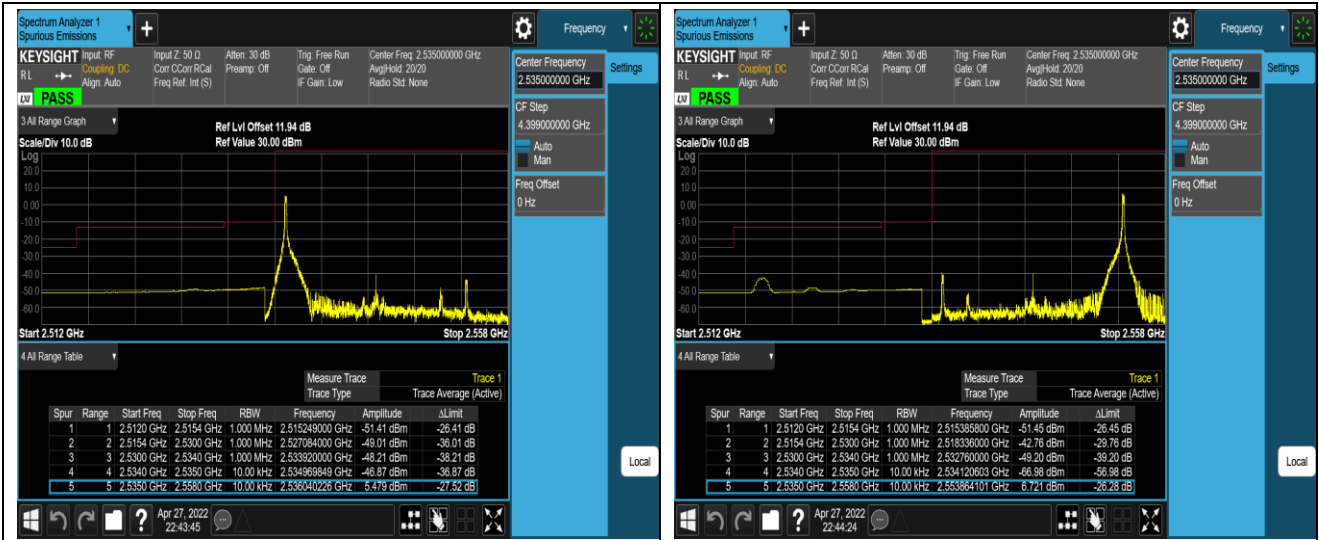 Spectrum Analyzer 1
Spurious Emissions
Frequency
KEYSIGHT Input: RF Input Z: 50 Ω Atten: 30 dB Trig: Free Run Center Freq: 2.535000000 GHz
RL Coupling: DC Corr CCorr RCal Preamp: Off Gate: Off Avg|Hold: 20/20
Align: Auto Freq Ref: Int (S) IF Gain: Low Radio Std: None
PASS
Center Frequency
2.535000000 GHz
Settings
CF Step
4.399000000 GHz
Auto
Man
Freq Offset
0 Hz
Local
3 All Range Graph
Ref Lvl Offset 11.94 dB
Scale/Div 10.0 dB Ref Value 30.00 dBm
Log
20.0
10.0
0.00
-10.0
-20.0
-30.0
-40.0
-50.0
-60.0
Start 2.512 GHz Stop 2.558 GHz
4 All Range Table
Measure Trace Trace 1
Trace Type Trace Average (Active)
Spur Range Start Freq Stop Freq RBW Frequency Amplitude ΔLimit
1 1 2.5120 GHz 2.5154 GHz 1.000 MHz 2.515249000 GHz -51.41 dBm -26.41 dB
2 2 2.5154 GHz 2.5300 GHz 1.000 MHz 2.527084000 GHz -49.01 dBm -36.01 dB
3 3 2.5300 GHz 2.5340 GHz 1.000 MHz 2.533920000 GHz -48.21 dBm -38.21 dB
4 4 2.5340 GHz 2.5350 GHz 10.00 kHz 2.534969849 GHz -46.87 dBm -36.87 dB
5 5 2.5350 GHz 2.5580 GHz 10.00 kHz 2.536040226 GHz 5.479 dBm -27.52 dB
Apr 27, 2022
22:43:45
Spectrum Analyzer 1
Spurious Emissions
Frequency
KEYSIGHT Input: RF Input Z: 50 Ω Atten: 30 dB Trig: Free Run Center Freq: 2.535000000 GHz
RL Coupling: DC Corr CCorr RCal Preamp: Off Gate: Off Avg|Hold: 20/20
Align: Auto Freq Ref: Int (S) IF Gain: Low Radio Std: None
PASS
Center Frequency
2.535000000 GHz
Settings
CF Step
4.399000000 GHz
Auto
Man
Freq Offset
0 Hz
Local
3 All Range Graph
Ref Lvl Offset 11.94 dB
Scale/Div 10.0 dB Ref Value 30.00 dBm
Log
20.0
10.0
0.00
-10.0
-20.0
-30.0
-40.0
-50.0
-60.0
Start 2.512 GHz Stop 2.558 GHz
4 All Range Table
Measure Trace Trace 1
Trace Type Trace Average (Active)
Spur Range Start Freq Stop Freq RBW Frequency Amplitude ΔLimit
1 1 2.5120 GHz 2.5154 GHz 1.000 MHz 2.515385800 GHz -51.45 dBm -26.45 dB
2 2 2.5154 GHz 2.5300 GHz 1.000 MHz 2.518336000 GHz -42.76 dBm -29.76 dB
3 3 2.5300 GHz 2.5340 GHz 1.000 MHz 2.532760000 GHz -49.20 dBm -39.20 dB
4 4 2.5340 GHz 2.5350 GHz 10.00 kHz 2.534120603 GHz -66.98 dBm -56.98 dB
5 5 2.5350 GHz 2.5580 GHz 10.00 kHz 2.553864101 GHz 6.721 dBm -26.28 dB
Apr 27, 2022
22:44:24